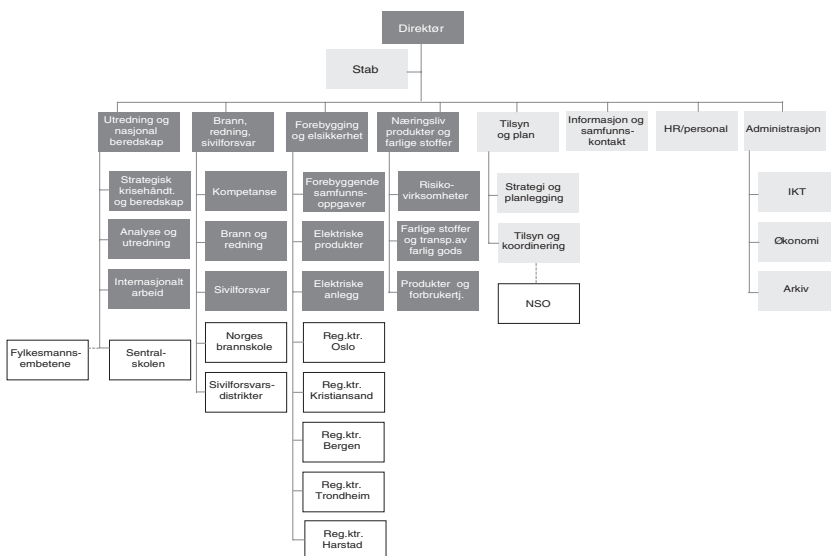 Direktør
Stab
Utredning og
nasjonal
beredskap
Brann,
redning,
sivilforsvar
Forebygging
og elsikkerhet
Næringsliv
produkter og
farlige stoffer
Tilsyn
og plan
Informasjon og
samfunns-
kontakt
HR/personal
Administrasjon
Strategisk
krisehåndt.
og beredskap
Kompetanse
Forebyggende
samfunns-
oppgaver
Risiko-
virksomheter
Strategi og
planlegging
IKT
Analyse og
utredning
Brann og
redning
Elektriske
produkter
Farlige stoffer
og transp.av
farlig gods
Tilsyn og
koordinering
Økonomi
Internasjonalt
arbeid
Sivilforsvar
Elektriske
anlegg
Produkter og
forbrukertj.
NSO
Arkiv
Fylkesmanns-
embetene
Sentral-
skolen
Norges
brannskole
Reg.ktr.
Oslo
Sivilforsvars-
distrikter
Reg.ktr.
Kristiansand
Reg.ktr.
Bergen
Reg.ktr.
Trondheim
Reg.ktr.
Harstad